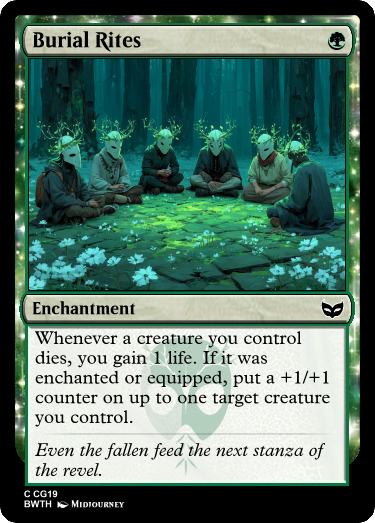 Burial Rites
Enchantment
Whenever a creature you control
dies, you gain 1 life. If it was
enchanted or equipped, put a +1/+1
counter on up to one target creature
you control.
Even the fallen feed the next stanza of
the revel.
C CG19
BWTH Midjourney